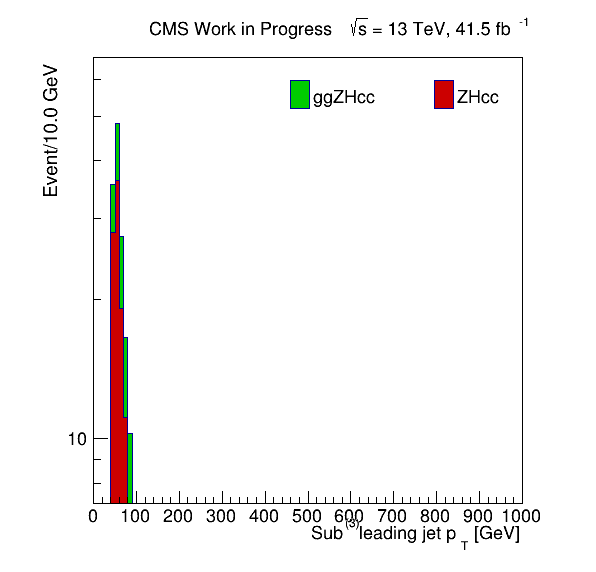 CMS Work in Progress √s = 13 TeV, 41.5 fb -1
Event/10.0 GeV
ggZHcc ZHcc
10
0 100 200 300 400 500 600 700 800 900 1000
Sub(3)leading jet p T [GeV]